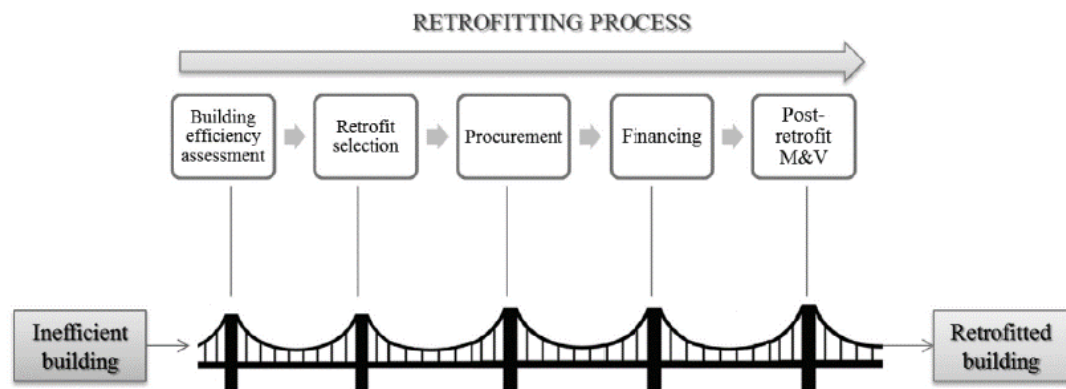 RETROFITTING PROCESS
Building
efficiency
assessment
Retrofit
selection
Procurement
Financing
Post-
retrofit
M&V
Inefficient
building
Retrofitted
building